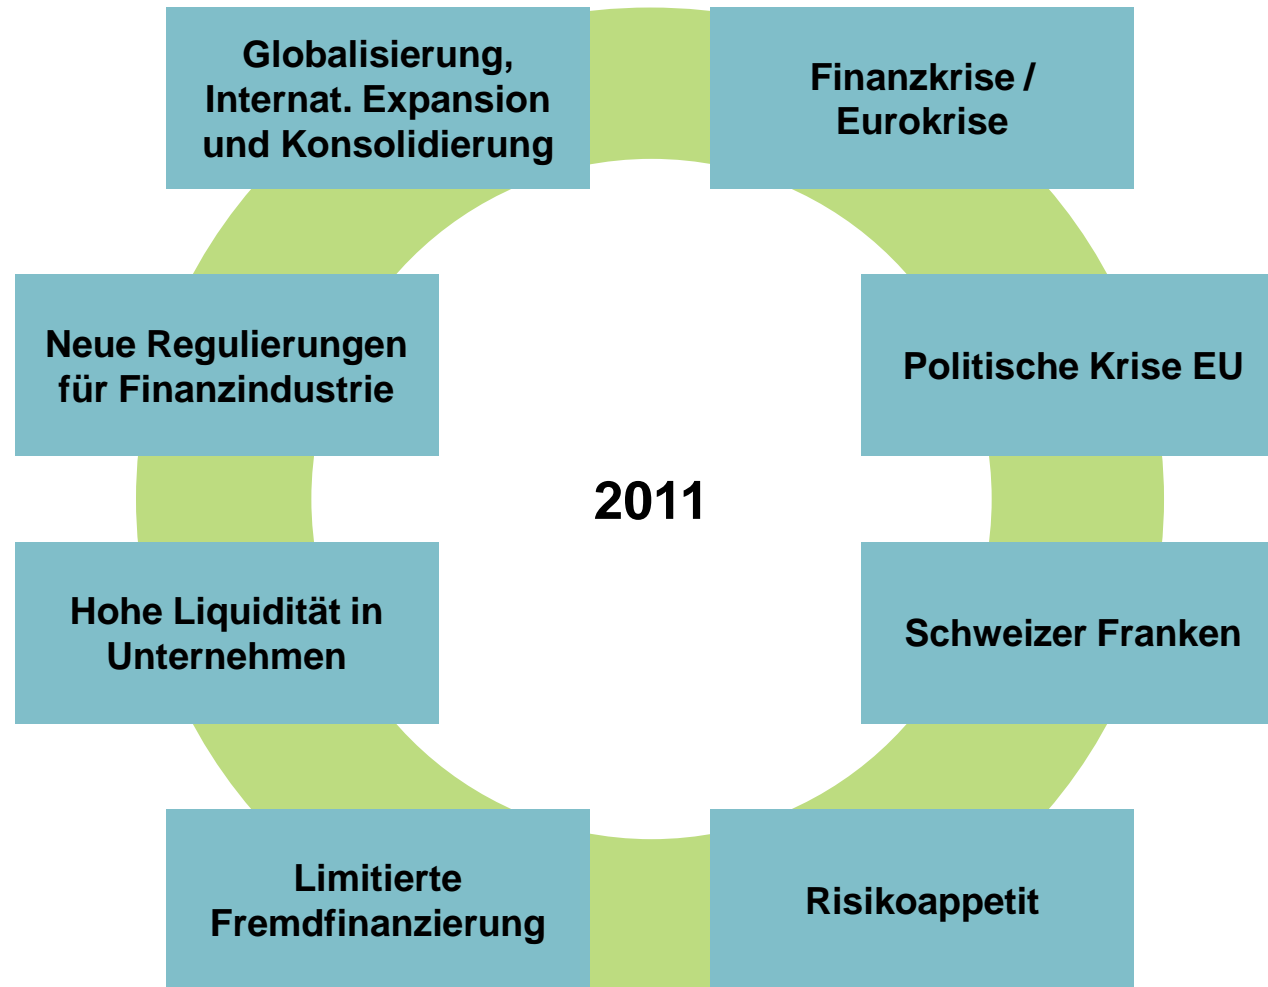 Globalisierung,
Internat. Expansion
und Konsolidierung
Finanzkrise /
Eurokrise
Neue Regulierungen
für Finanzindustrie
Politische Krise EU
2011
Hohe Liquidität in
Unternehmen
Schweizer Franken
Limitierte
Fremdfinanzierung
Risikoappetit